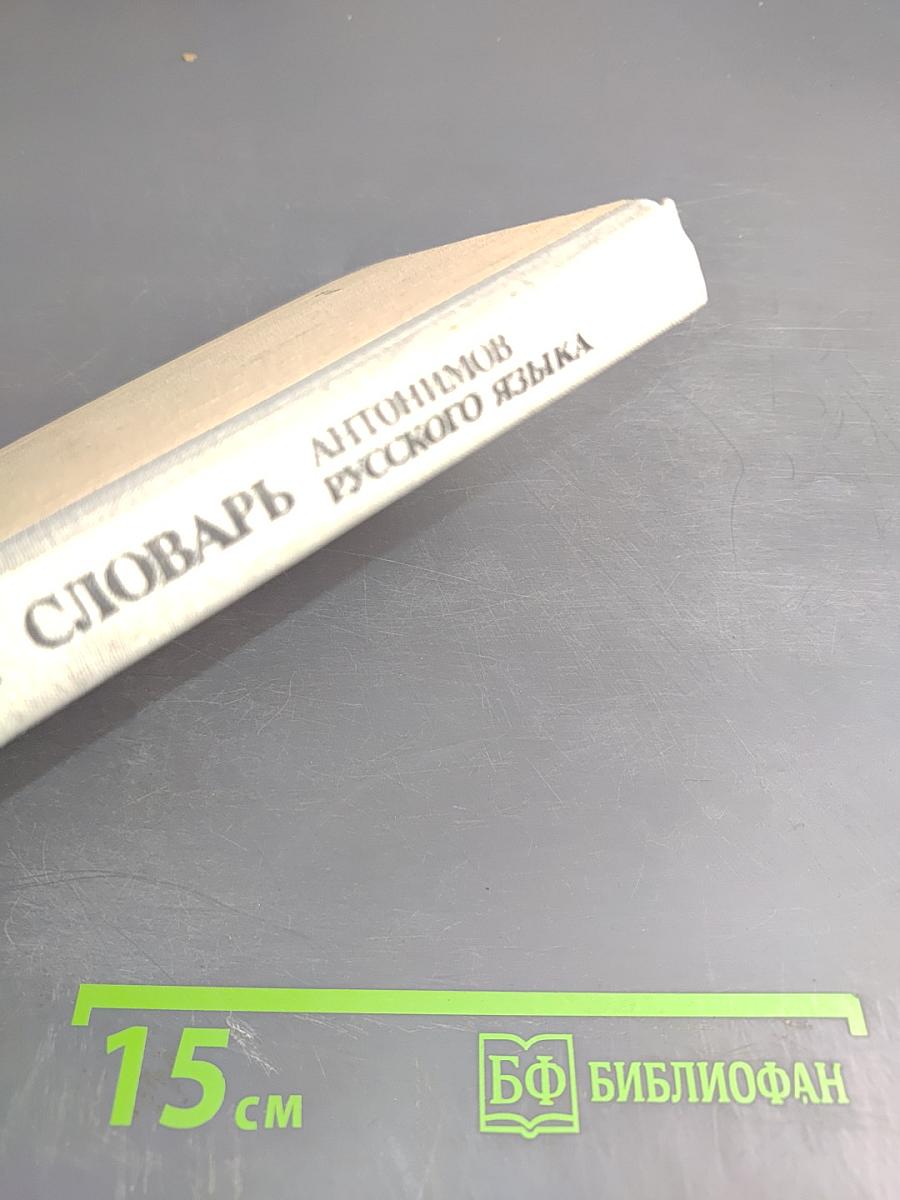 СЛОВАРЬ
АНТОНИМОВ
РУССКОГО ЯЗЫКА
15 см
БФ БИБЛИОФАН